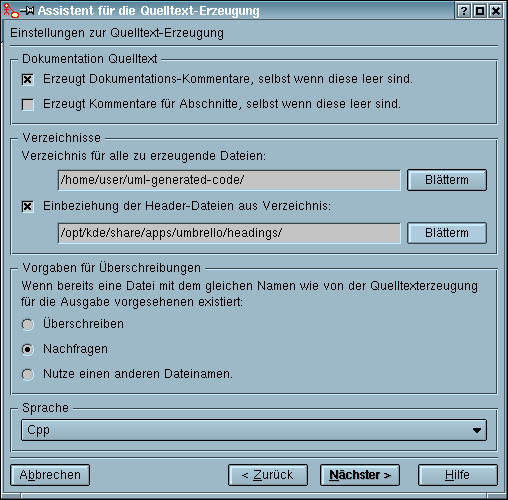 Assistent für die Quelltext-Erzeugung
Einstellungen zur Quelltext-Erzeugung
Dokumentation Quelltext
Erzeugt Dokumentations-Kommentare, selbst wenn diese leer sind.
Erzeugt Kommentare für Abschnitte, selbst wenn diese leer sind.
Verzeichnisse
Verzeichnis für alle zu erzeugende Dateien:
/home/user/uml-generated-code/ Blätterm
Einbeziehung der Header-Dateien aus Verzeichnis:
/opt/kde/share/apps/umbrello/headings/ Blätterm
Vorgaben für Überschreibungen
Wenn bereits eine Datei mit dem gleichen Namen wie von der Quelltexterzeugung
für die Ausgabe vorgesehenen existiert:
Überschreiben
Nachfragen
Nutze einen anderen Dateinamen.
Sprache
Cpp
Abbrechen < Zurück Nächster > Hilfe